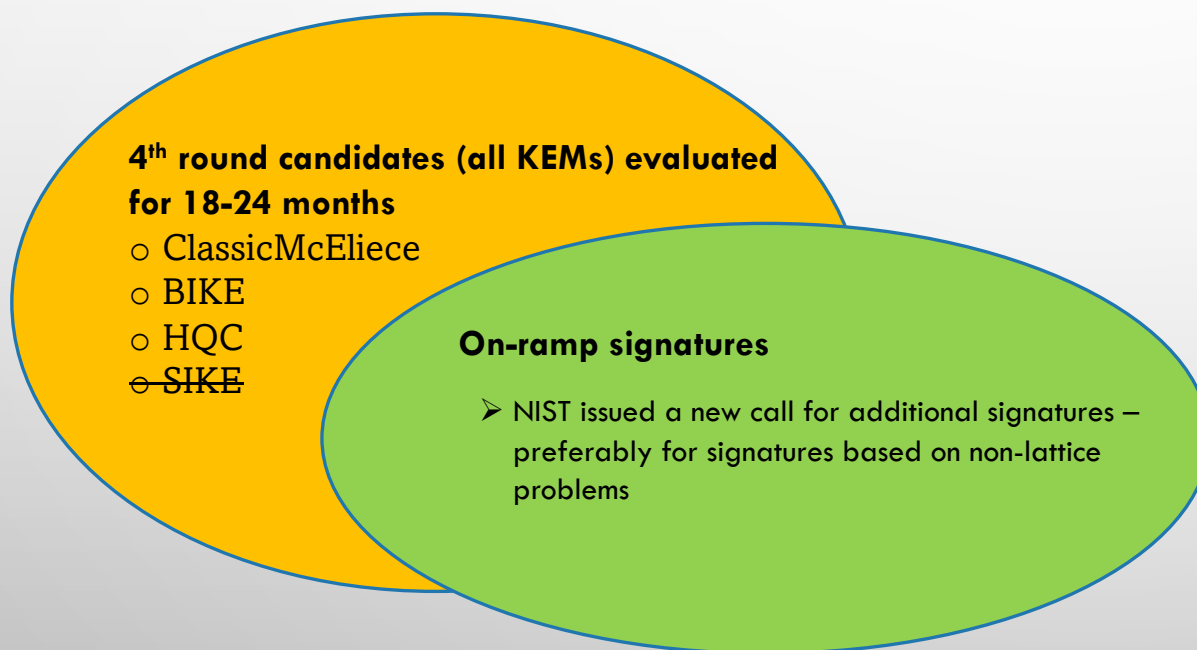 4th round candidates (all KEMs) evaluated
for 18-24 months
o ClassicMcEliece
o BIKE
o HQC
o SIKE
On-ramp signatures
➢ NIST issued a new call for additional signatures –
preferably for signatures based on non-lattice
problems